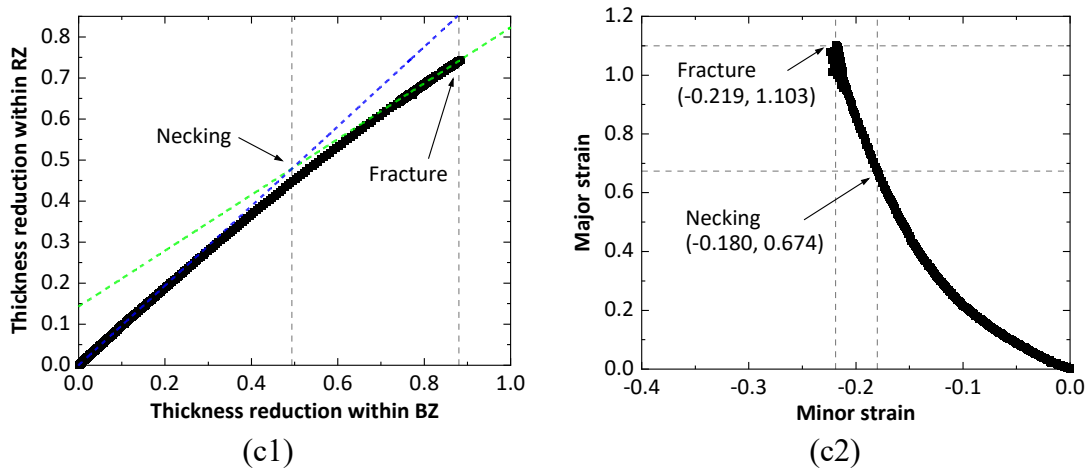 Thickness reduction within RZ
0.8
0.7
0.6
0.5
0.4
0.3
0.2
0.1
0.0
Necking
Fracture
0.0 0.2 0.4 0.6 0.8 1.0
Thickness reduction within BZ
(c1)
Major strain
1.2
1.0
0.8
0.6
0.4
0.2
0.0
Fracture
(-0.219, 1.103)
Necking
(-0.180, 0.674)
-0.4 -0.3 -0.2 -0.1 0.0
Minor strain
(c2)